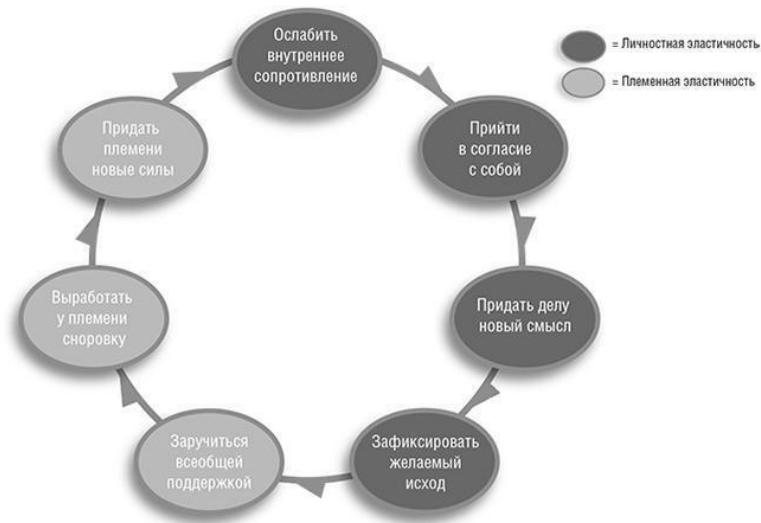 Ослабить
внутреннее
сопротивление
Прийти
в согласие
с собой
Придать делу
новый смысл
Зафиксировать
желаемый
исход
Заручиться
всеобщей
поддержкой
Выработать
у племени
сноровку
Придать
племени
новые силы
= Личностная эластичность
= Племенная эластичность